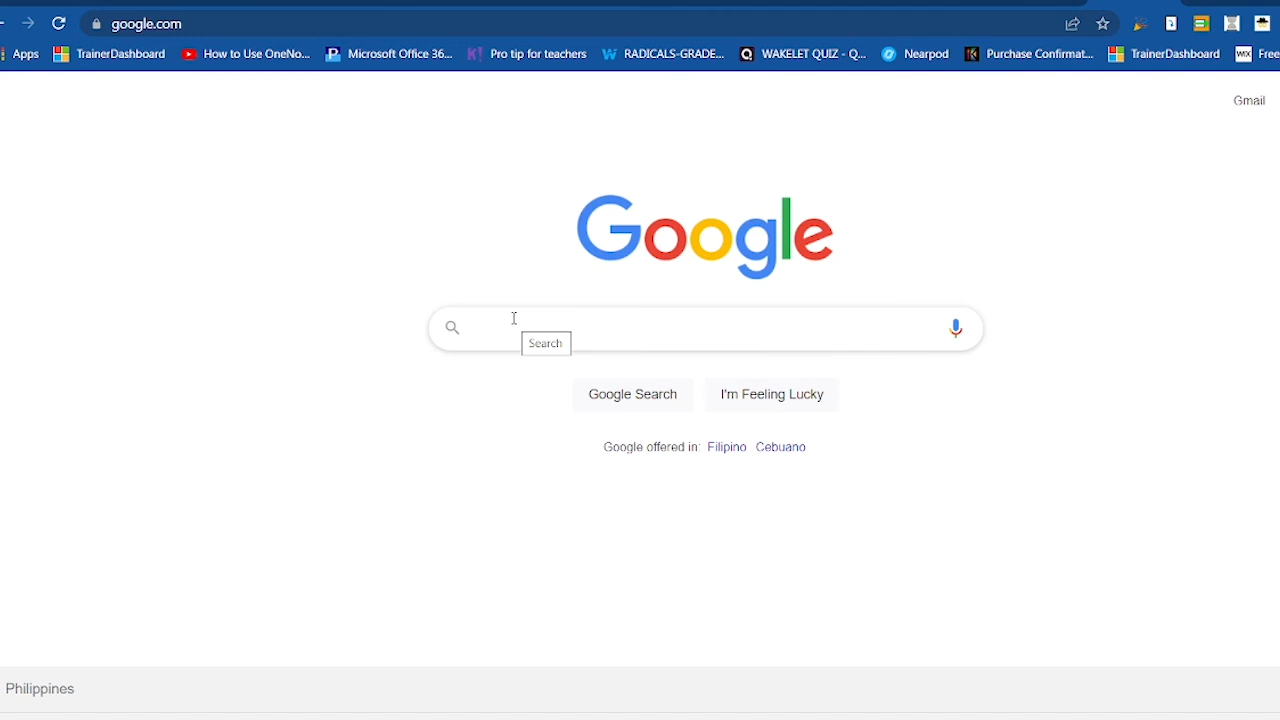 google.com
Apps TrainerDashboard How to Use OneNo... Microsoft Office 36... Pro tip for teachers RADICALS-GRADE... WAKELET QUIZ - Q... Nearpod Purchase Confirmat... TrainerDashboard Free
Gmail
Google
Search
Google Search I'm Feeling Lucky
Google offered in: Filipino Cebuano
Philippines